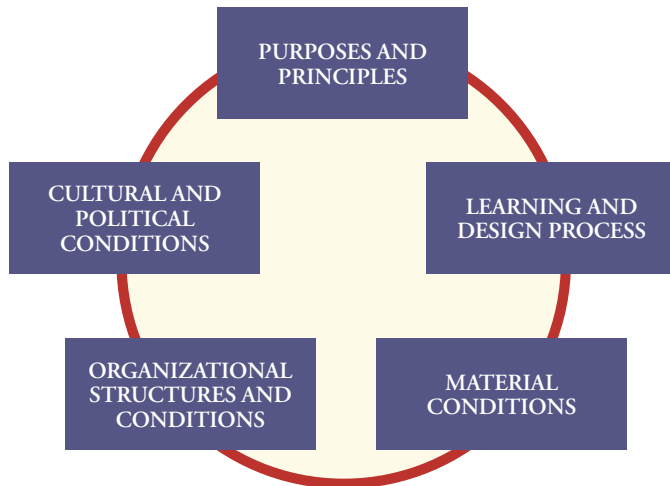 PURPOSES AND
PRINCIPLES
CULTURAL AND
POLITICAL
CONDITIONS
LEARNING AND
DESIGN PROCESS
ORGANIZATIONAL
STRUCTURES AND
CONDITIONS
MATERIAL
CONDITIONS